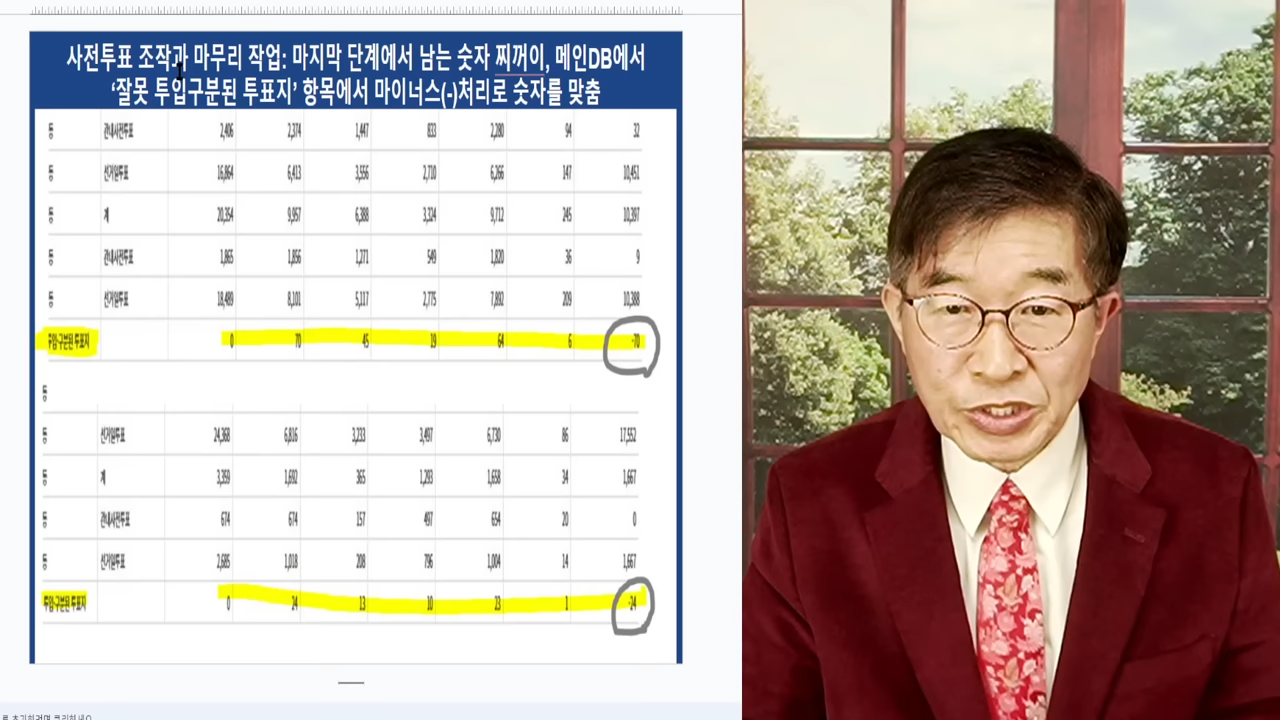 사전투표 조작과 마무리 작업: 마지막 단계에서 남는 숫자 찌꺼이, 메인DB에서
‘잘못 투입구분된 투표지’ 항목에서 마이너스(-)처리로 숫자를 맞춤
동 관내사전투표 2,406 2,374 1,447 833 2,280 94 32
동 선거일투표 16,864 6,413 3,556 2,710 6,266 147 10,451
동 계 20,354 9,957 6,388 3,324 9,712 245 10,397
동 관내사전투표 1,865 1,856 1,271 549 1,820 36 9
동 선거일투표 18,489 8,101 5,117 2,775 7,892 209 10,388
투입·구분된 투표지 0 70 45 19 64 6 -70
동
동 선거일투표 24,368 6,816 3,233 3,497 6,730 86 17,552
동 계 3,359 1,692 365 1,293 1,658 34 1,667
동 관내사전투표 674 674 157 497 654 20 0
동 선거일투표 2,685 1,018 208 796 1,004 14 1,667
투입·구분된 투표지 0 24 13 10 23 1 -24